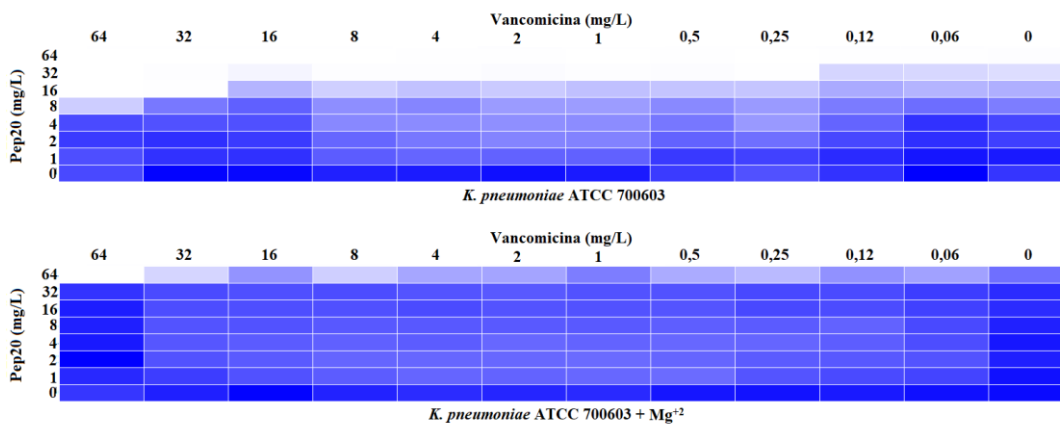 Vancomicina (mg/L)
64 32 16 8 4 2 1 0,5 0,25 0,12 0,06 0
Pep20 (mg/L)
64
32
16
8
4
2
1
0
K. pneumoniae ATCC 700603
Vancomicina (mg/L)
64 32 16 8 4 2 1 0,5 0,25 0,12 0,06 0
Pep20 (mg/L)
64
32
16
8
4
2
1
0
K. pneumoniae ATCC 700603 + Mg⁺²